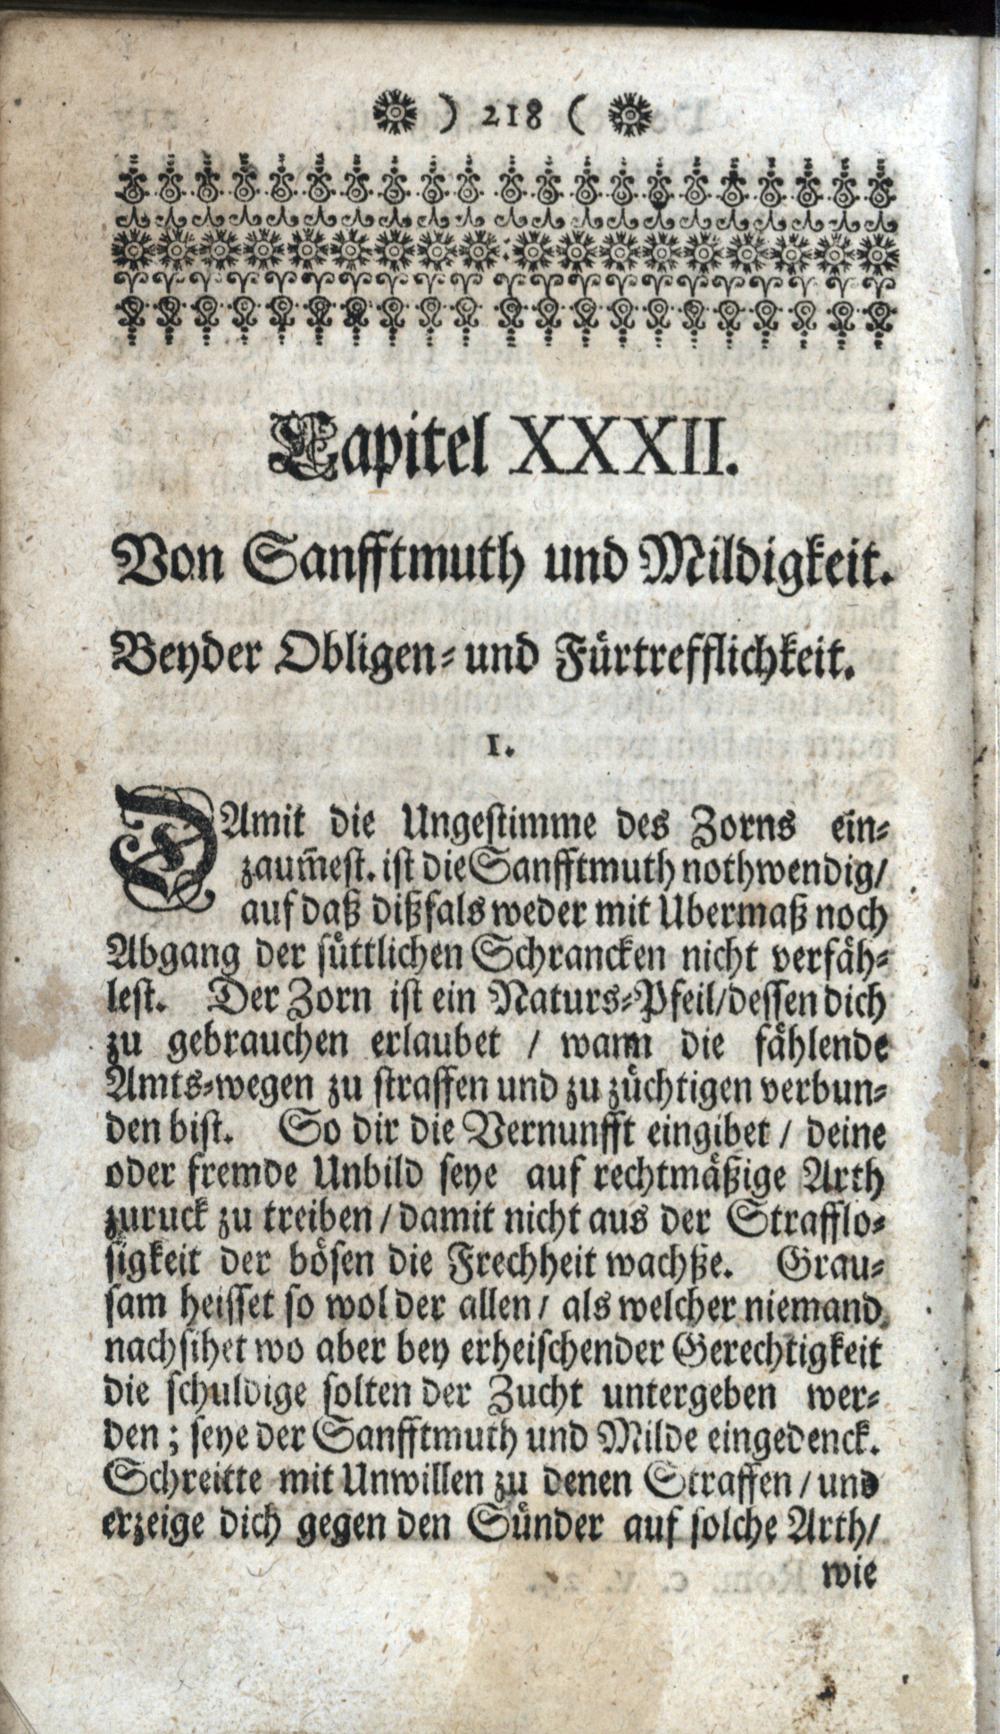 ) 218 (
Capitel XXXII.
Von Sanfftmuth und Mildigkeit.
Beyder Obligen- und Fürtrefflichkeit.
1.
DAmit die Ungestimme des Zorns ein-
zaum̃est. ist die Sanfftmuth nothwendig/
auf daß dißfals weder mit Ubermaß noch
Abgang der süttlichen Schrancken nicht verfäh-
lest. Der Zorn ist ein Naturs-Pfeil/dessen dich
zu gebrauchen erlaubet / wann die fählende
Amts-wegen zu straffen und zu züchtigen verbun-
den bist. So dir die Vernunfft eingibet / deine
oder fremde Unbild seye auf rechtmäßige Arth
zuruck zu treiben / damit nicht aus der Strafflo-
sigkeit der bösen die Frechheit wachße. Grau-
sam heisset so wol der allen / als welcher niemand
nachsihet wo aber bey erheischender Gerechtigkeit
die schuldige solten der Zucht untergeben wer-
den ; seye der Sanfftmuth und Milde eingedenck.
Schreitte mit Unwillen zu denen Straffen / und
erzeige dich gegen den Sünder auf solche Arth/
wie